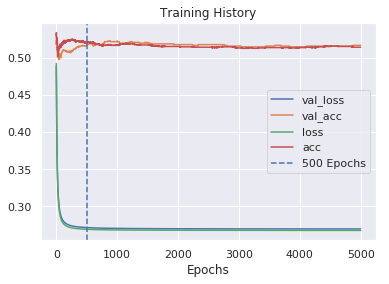 Training History
0.50
0.45
0.40
0.35
0.30
val_loss
val_acc
loss
acc
500 Epochs
0 1000 2000 3000 4000 5000
Epochs